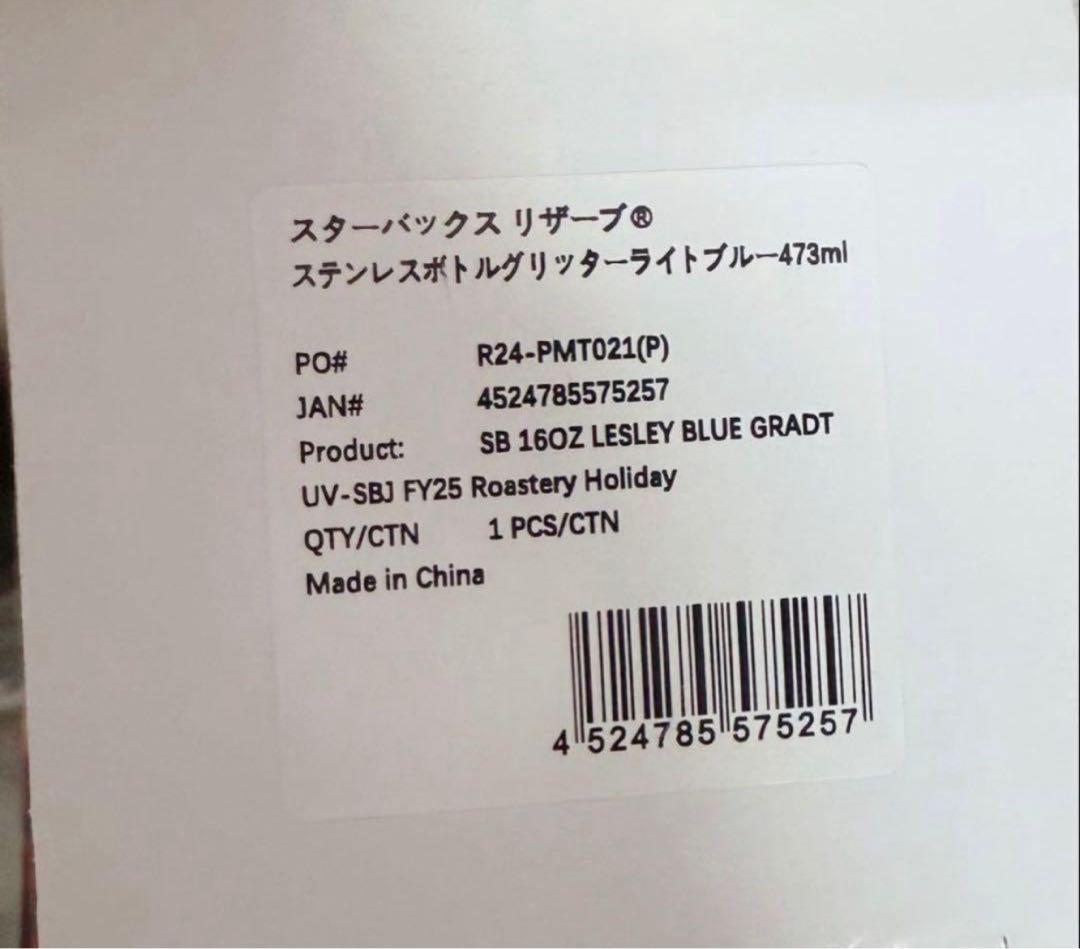 スターバックス リザーブ®
ステンレスボトルグリッターライトブルー473ml
PO# R24-PMT021(P)
JAN# 4524785575257
Product: SB 16OZ LESLEY BLUE GRADT
UV-SBJ FY25 Roastery Holiday
QTY/CTN 1 PCS/CTN
Made in China
4 524785 575257